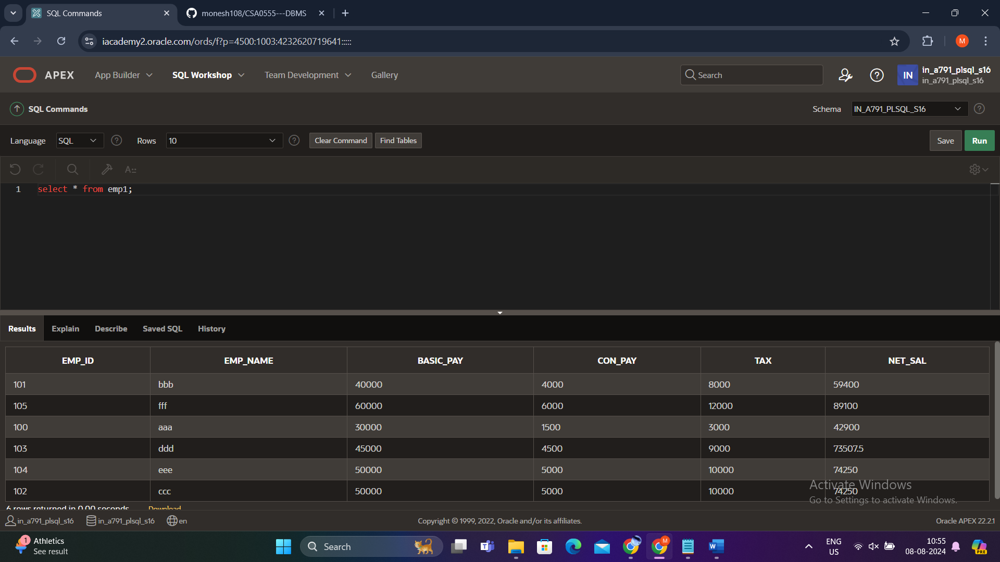 SQL Commands
monesh108/CSA0555---DBMS
iacademy2.oracle.com/ords/f?p=4500:1003:4232620719641:::::
M
APEX App Builder SQL Workshop Team Development Gallery Search IN in_a791_plsql_s16
in_a791_plsql_s16
SQL Commands Schema IN_A791_PLSQL_S16
Language SQL Rows 10 Clear Command Find Tables Save Run
A::
1 select * from emp1;
Results Explain Describe Saved SQL History
EMP_ID EMP_NAME BASIC_PAY CON_PAY TAX NET_SAL
101 bbb 40000 4000 8000 59400
105 fff 60000 6000 12000 89100
100 aaa 30000 1500 3000 42900
103 ddd 45000 4500 9000 73507.5
104 eee 50000 5000 10000 74250
102 ccc 50000 5000 10000 74250
Activate Windows
Go to Settings to activate Windows.
6 rows returned in 0.00 seconds Download
in_a791_plsql_s16 in_a791_plsql_s16 en Copyright © 1999, 2022, Oracle and/or its affiliates. Oracle APEX 22.2.1
1 Athletics
See result
Search
M
ENG
US
10:55
08-08-2024
PRE